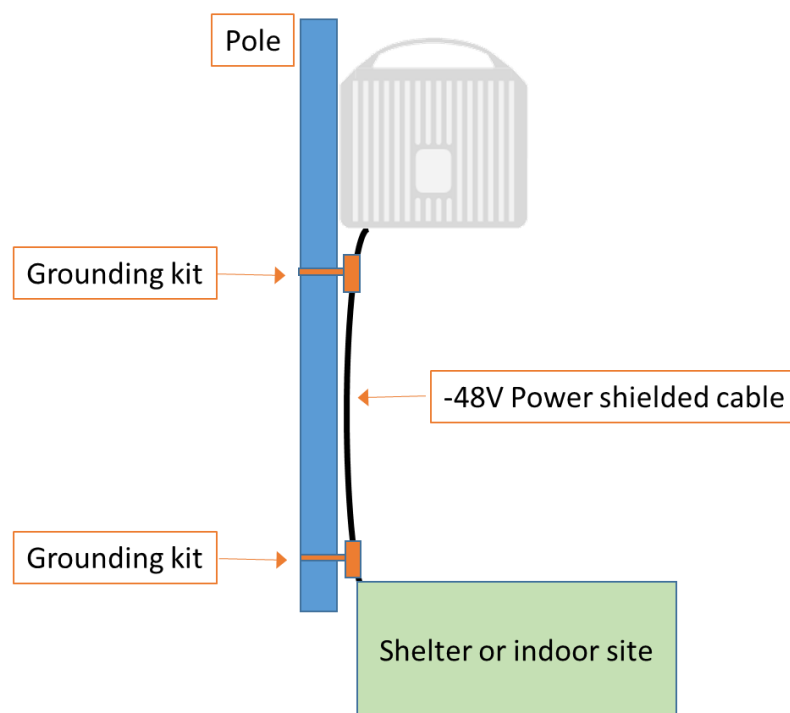 Pole
Grounding kit
-48V Power shielded cable
Grounding kit
Shelter or indoor site